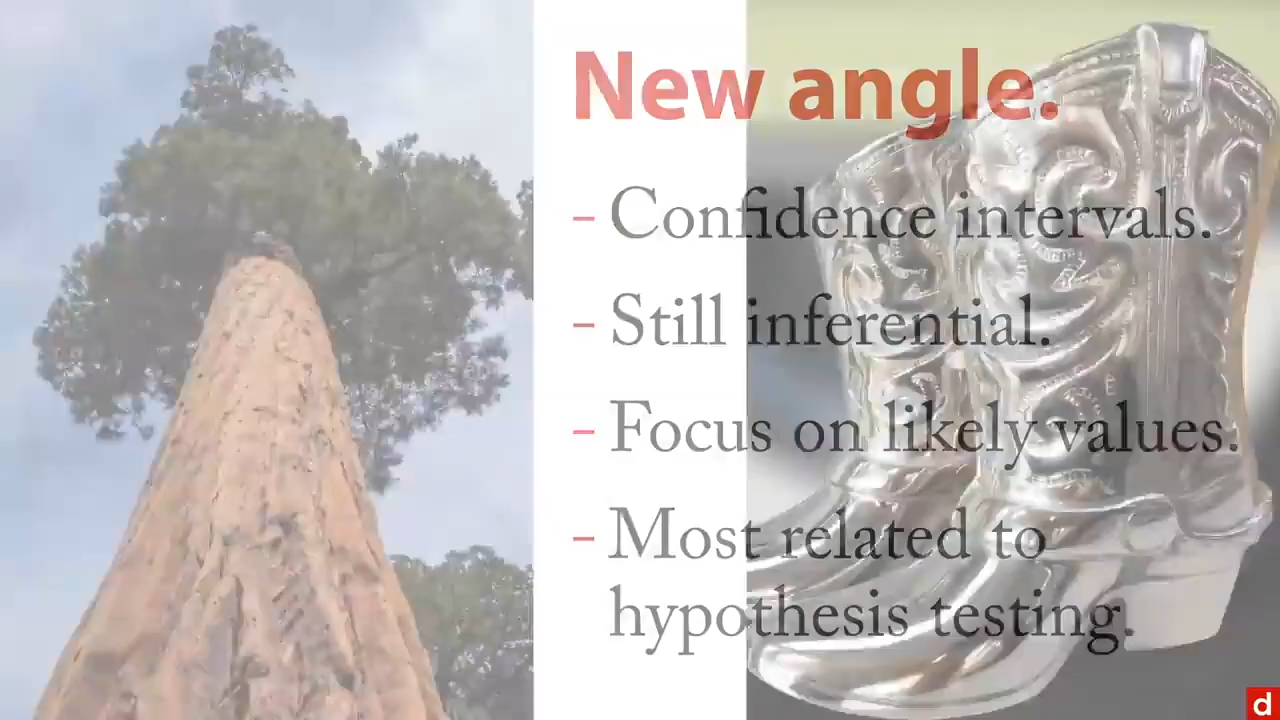 New angle.
- Confidence intervals.
- Still inferential.
- Focus on likely values.
- Most related to
hypothesis testing.
d